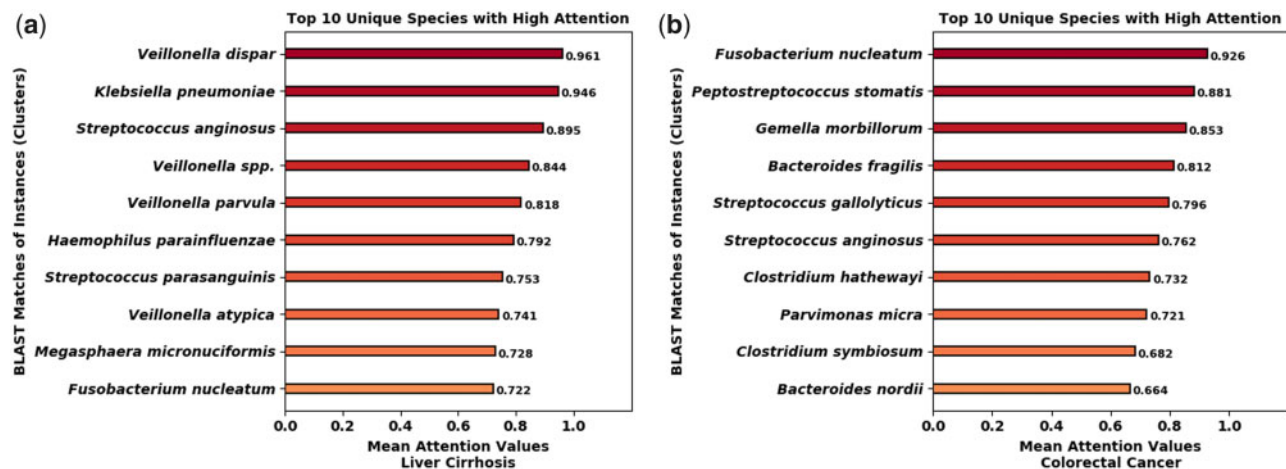 (a)
Top 10 Unique Species with High Attention
BLAST Matches of Instances (Clusters)
Veillonella dispar 0.961
Klebsiella pneumoniae 0.946
Streptococcus anginosus 0.895
Veillonella spp. 0.844
Veillonella parvula 0.818
Haemophilus parainfluenzae 0.792
Streptococcus parasanguinis 0.753
Veillonella atypica 0.741
Megasphaera micronuciformis 0.728
Fusobacterium nucleatum 0.722
0.0 0.2 0.4 0.6 0.8 1.0
Mean Attention Values
Liver Cirrhosis
(b)
Top 10 Unique Species with High Attention
BLAST Matches of Instances (Clusters)
Fusobacterium nucleatum 0.926
Peptostreptococcus stomatis 0.881
Gemella morbillorum 0.853
Bacteroides fragilis 0.812
Streptococcus gallolyticus 0.796
Streptococcus anginosus 0.762
Clostridium hathewayi 0.732
Parvimonas micra 0.721
Clostridium symbiosum 0.682
Bacteroides nordii 0.664
0.0 0.2 0.4 0.6 0.8 1.0
Mean Attention Values
Colorectal Cancer